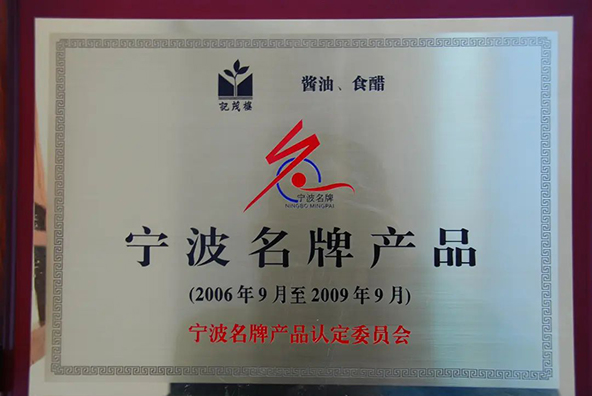 記茂樓
酱油、食醋
宁波名牌
NINGBO MINGPAI
宁波名牌产品
(2006年9月至2009年9月)
宁波名牌产品认定委员会